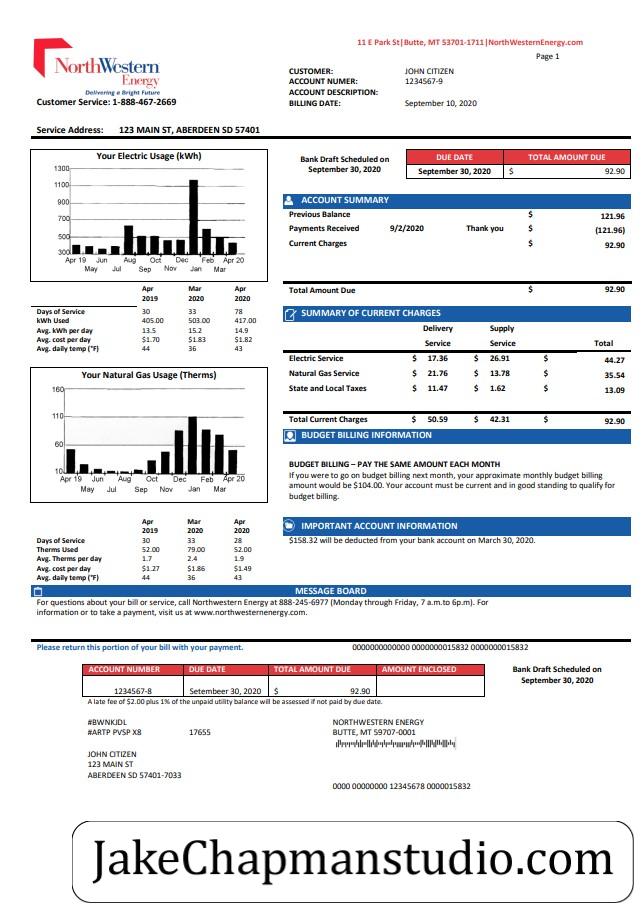 11 E Park St|Butte, MT 53701-1711|NorthWesternEnergy.com
Page 1
NorthWestern
Energy
Delivering a Bright Future
Customer Service: 1-888-467-2669
CUSTOMER: JOHN CITIZEN
ACCOUNT NUMER: 1234567-9
ACCOUNT DESCRIPTION:
BILLING DATE: September 10, 2020
Service Address: 123 MAIN ST, ABERDEEN SD 57401
Your Electric Usage (kWh)
1300
1100
900
700
500
300
Apr 19 Jun Aug Oct Dec Feb Apr 20
May Jul Sep Nov Jan Mar
Apr Mar Apr
2019 2020 2020
Days of Service 30 33 78
kWh Used 405.00 503.00 417.00
Avg. kWh per day 13.5 15.2 14.9
Avg. cost per day $1.70 $1.83 $1.82
Avg. daily temp (°F) 44 36 43
Your Natural Gas Usage (Therms)
160
110
60
10
Apr 19 Jun Aug Oct Dec Feb Apr 20
May Jul Sep Nov Jan Mar
Apr Mar Apr
2019 2020 2020
Days of Service 30 33 28
Therms Used 52.00 79.00 52.00
Avg. Therms per day 1.7 2.4 1.9
Avg. cost per day $1.27 $1.86 $1.49
Avg. daily temp (°F) 44 36 43
Bank Draft Scheduled on
September 30, 2020
DUE DATE TOTAL AMOUNT DUE
September 30, 2020 $ 92.90
ACCOUNT SUMMARY
Previous Balance $ 121.96
Payments Received 9/2/2020 Thank you $ (121.96)
Current Charges $ 92.90
Total Amount Due $ 92.90
SUMMARY OF CURRENT CHARGES
Delivery Supply
Service Service Total
Electric Service $ 17.36 $ 26.91 $ 44.27
Natural Gas Service $ 21.76 $ 13.78 $ 35.54
State and Local Taxes $ 11.47 $ 1.62 $ 13.09
Total Current Charges $ 50.59 $ 42.31 $ 92.90
BUDGET BILLING INFORMATION
BUDGET BILLING – PAY THE SAME AMOUNT EACH MONTH
If you were to go on budget billing next month, your approximate monthly budget billing
amount would be $104.00. Your account must be current and in good standing to qualify for
budget billing.
IMPORTANT ACCOUNT INFORMATION
$158.32 will be deducted from your bank account on March 30, 2020.
MESSAGE BOARD
For questions about your bill or service, call Northwestern Energy at 888-245-6977 (Monday through Friday, 7 a.m.to 6p.m). For
information or to take a payment, visit us at www.northwesternenergy.com.
Please return this portion of your bill with your payment. 0000000000000 0000000015832 0000000015832
ACCOUNT NUMBER DUE DATE TOTAL AMOUNT DUE AMOUNT ENCLOSED
1234567-8 Setember 30, 2020 $ 92.90
Bank Draft Scheduled on
September 30, 2020
A late fee of $2.00 plus 1% of the unpaid utility balance will be assessed if not paid by due date.
#BWNKJDL
#ARTP PVSP X8 17655
NORTHWESTERN ENERGY
BUTTE, MT 59707-0001
JOHN CITIZEN
123 MAIN ST
ABERDEEN SD 57401-7033
0000 00000000 12345678 0000015832
JakeChapmanstudio.com